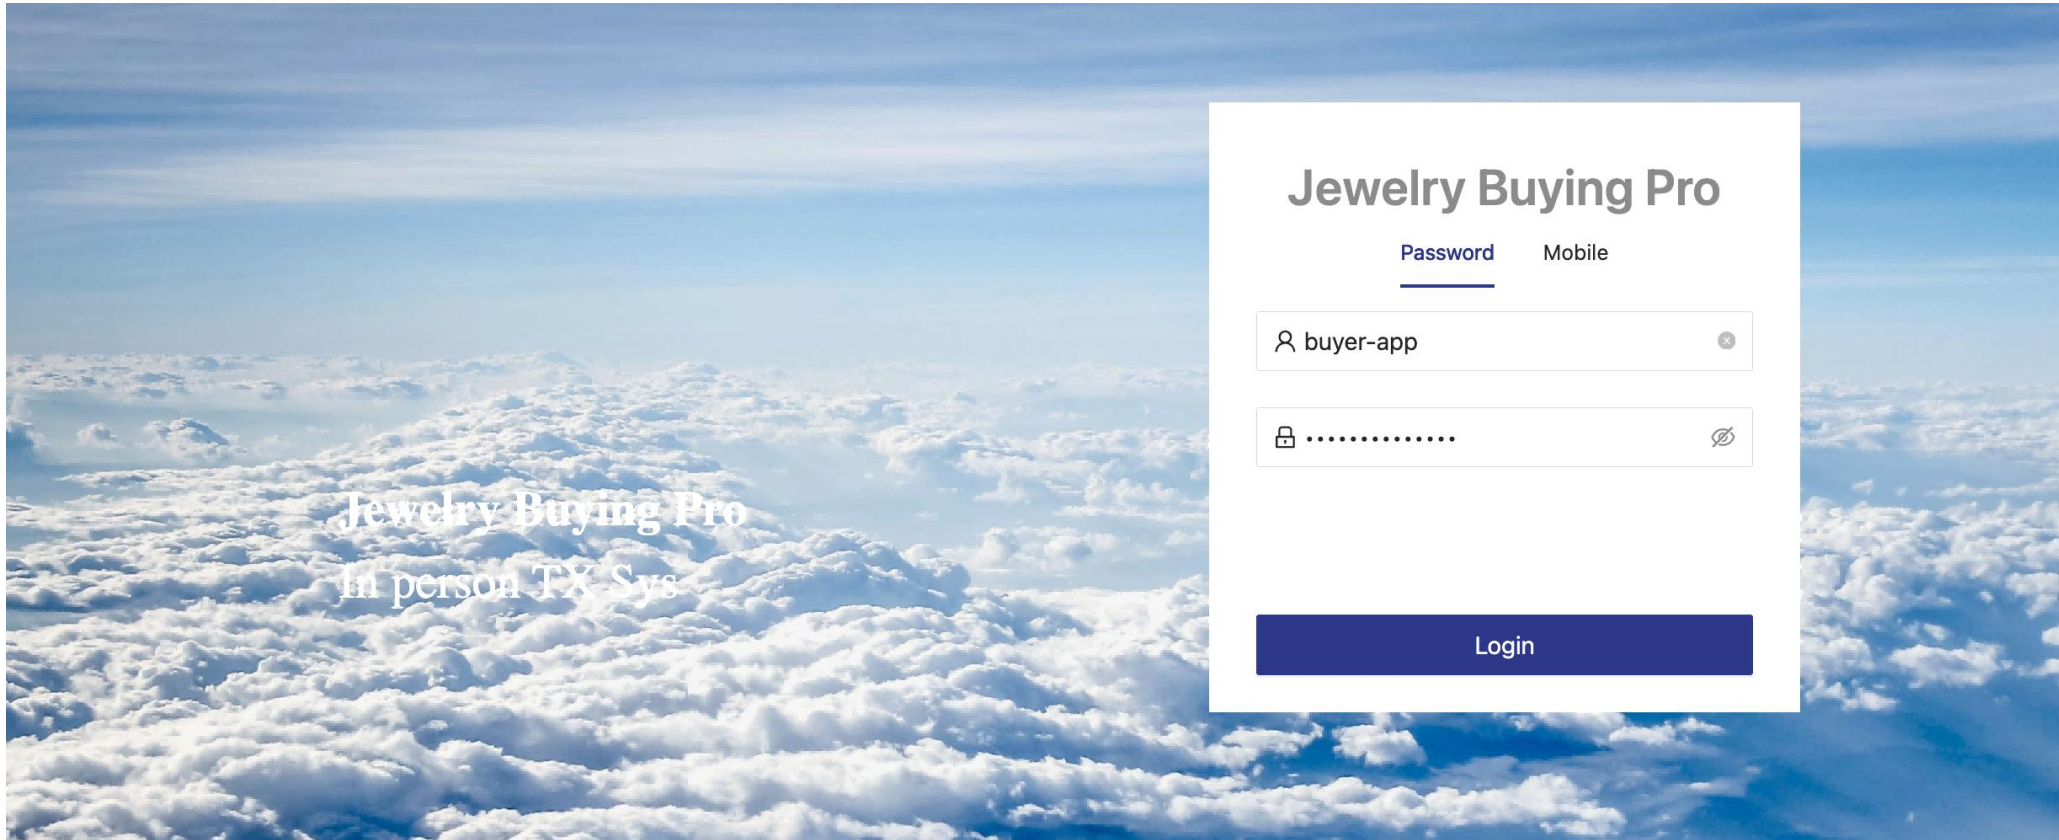 Jewelry Buying Pro
In person TX Sys
Jewelry Buying Pro
Password Mobile
buyer-app
••••••••••••••
Login